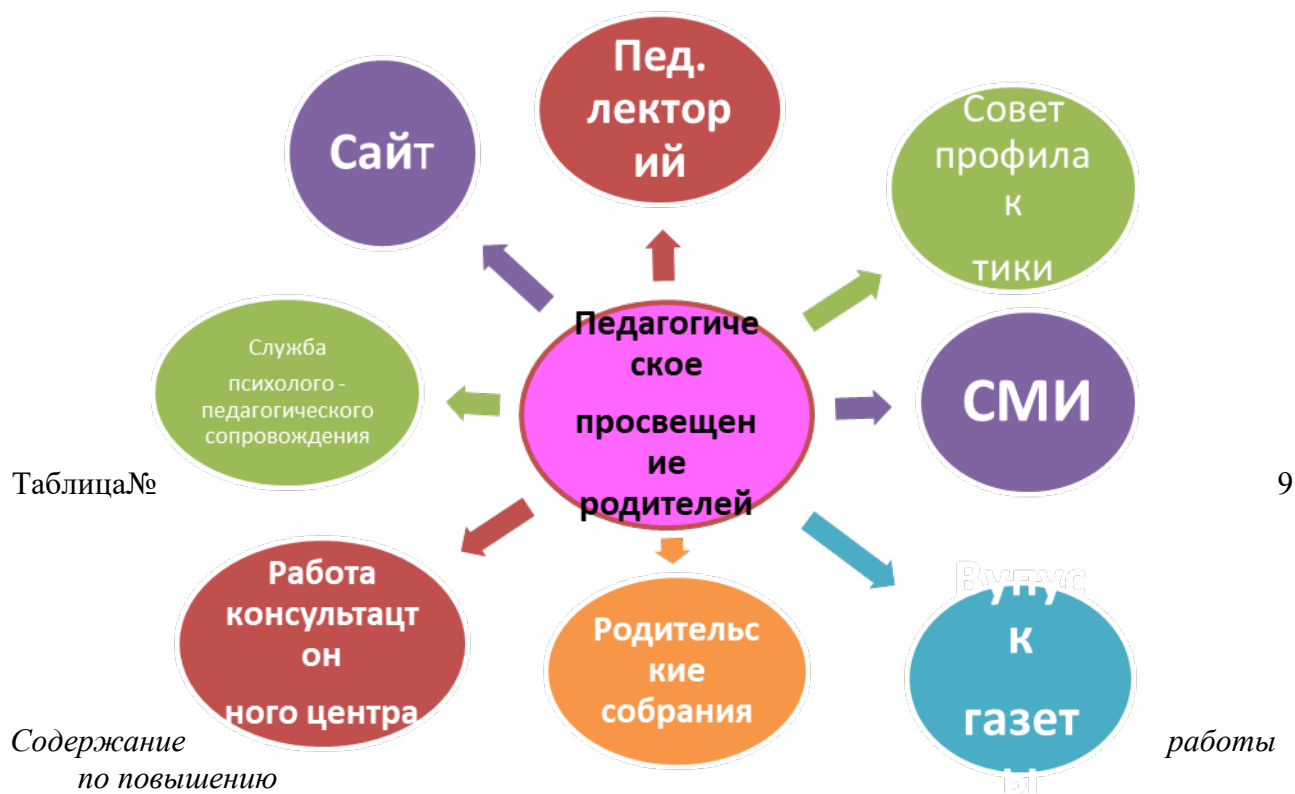 Пед.
лектор
ий
Сайт
Совет
профила
к
тики
Служба
психолого -
педагогического
сопровождения
Педагогиче
ское
просвещен
ие
родителей
СМИ
Таблица№ 9
Работа
консультацт
он
ного центра
Родительс
кие
собрания
Вупус
к
газет
ы
Содержание работы
по повышению